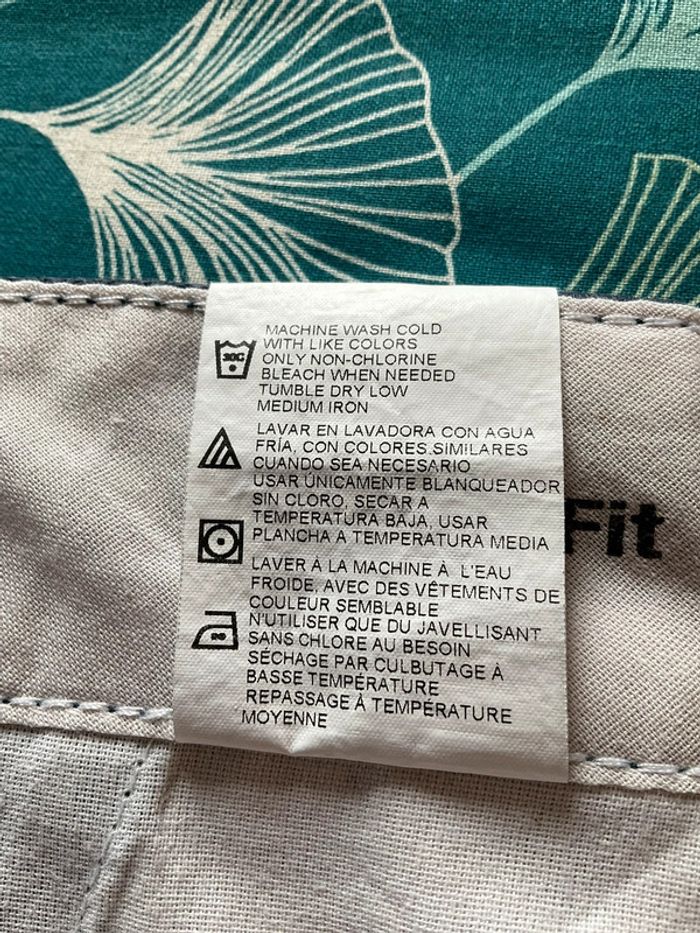 MACHINE WASH COLD
WITH LIKE COLORS
30C
ONLY NON-CHLORINE
BLEACH WHEN NEEDED
TUMBLE DRY LOW
MEDIUM IRON
LAVAR EN LAVADORA CON AGUA
FRÍA, CON COLORES SIMILARES
CUANDO SEA NECESARIO
USAR ÚNICAMENTE BLANQUEADOR
SIN CLORO, SECAR A
TEMPERATURA BAJA, USAR
PLANCHA A TEMPERATURA MEDIA
Fit
LAVER À LA MACHINE À L'EAU
FROIDE, AVEC DES VÊTEMENTS DE
COULEUR SEMBLABLE
N'UTILISER QUE DU JAVELLISANT
SANS CHLORE AU BESOIN
SÉCHAGE PAR CULBUTAGE À
BASSE TEMPÉRATURE
REPASSAGE À TEMPÉRATURE
MOYENNE